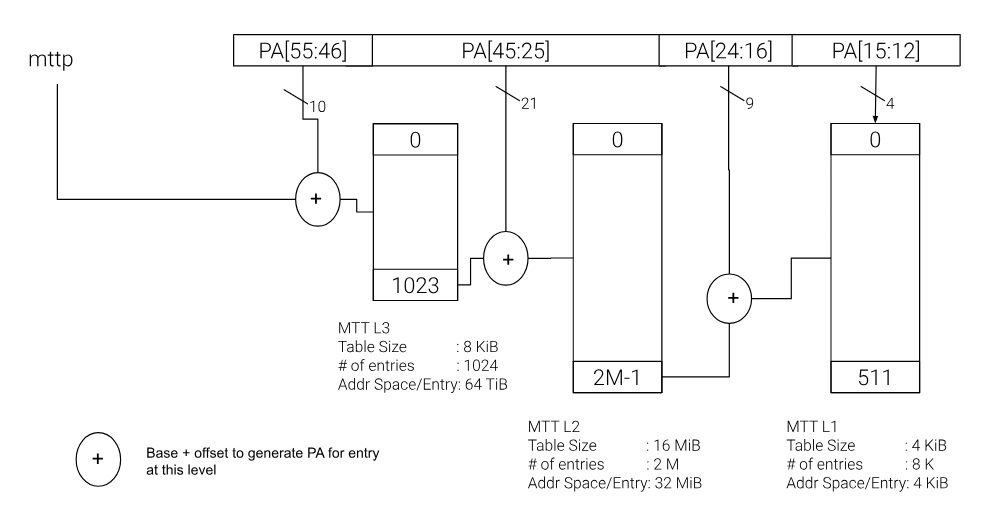 mttp
PA[55:46] PA[45:25] PA[24:16] PA[15:12]
10 21 9 4
0 0 0
+
+
+
1023
2M-1 511
MTT L3
Table Size : 8 KiB
# of entries : 1024
Addr Space/Entry: 64 TiB
MTT L2
Table Size : 16 MiB
# of entries : 2 M
Addr Space/Entry: 32 MiB
MTT L1
Table Size : 4 KiB
# of entries : 8 K
Addr Space/Entry: 4 KiB
+
Base + offset to generate PA for entry
at this level